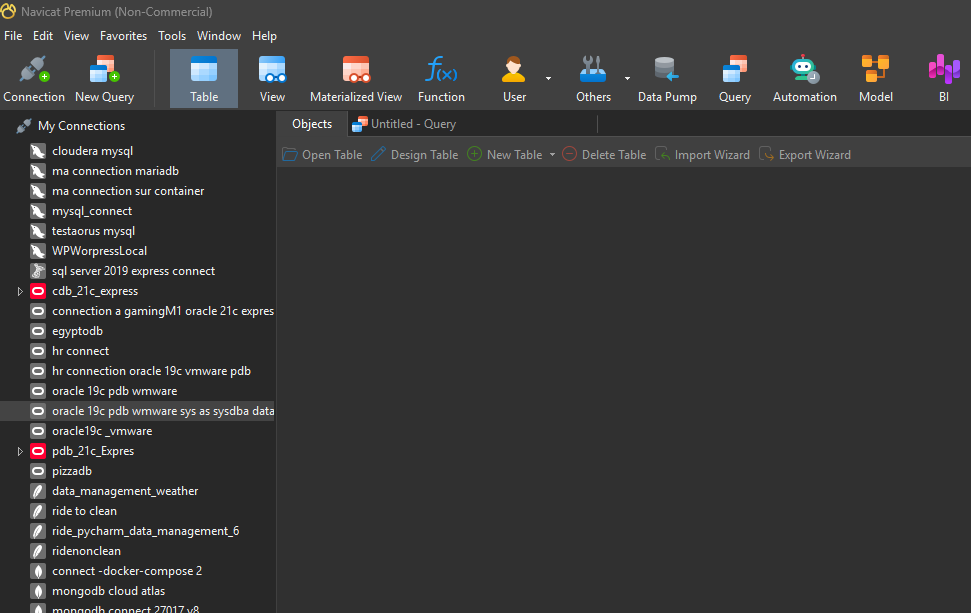 Navicat Premium (Non-Commercial)
File Edit View Favorites Tools Window Help
Connection New Query Table View Materialized View Function User Others Data Pump Query Automation Model BI
My Connections
Objects Untitled - Query
Open Table Design Table New Table Delete Table Import Wizard Export Wizard
cloudera mysql
ma connection mariadb
ma connection sur container
mysql_connect
testaorus mysql
WPWorpressLocal
sql server 2019 express connect
cdb_21c_express
connection a gamingM1 oracle 21c expres
egyptodb
hr connect
hr connection oracle 19c vmware pdb
oracle 19c pdb wmware
oracle 19c pdb wmware sys as sysdba data
oracle19c _vmware
pdb_21c_Expres
pizzadb
data_management_weather
ride to clean
ride_pycharm_data_management_6
ridenonclean
connect -docker-compose 2
mongodb cloud atlas
mongodb connect 27017 v8